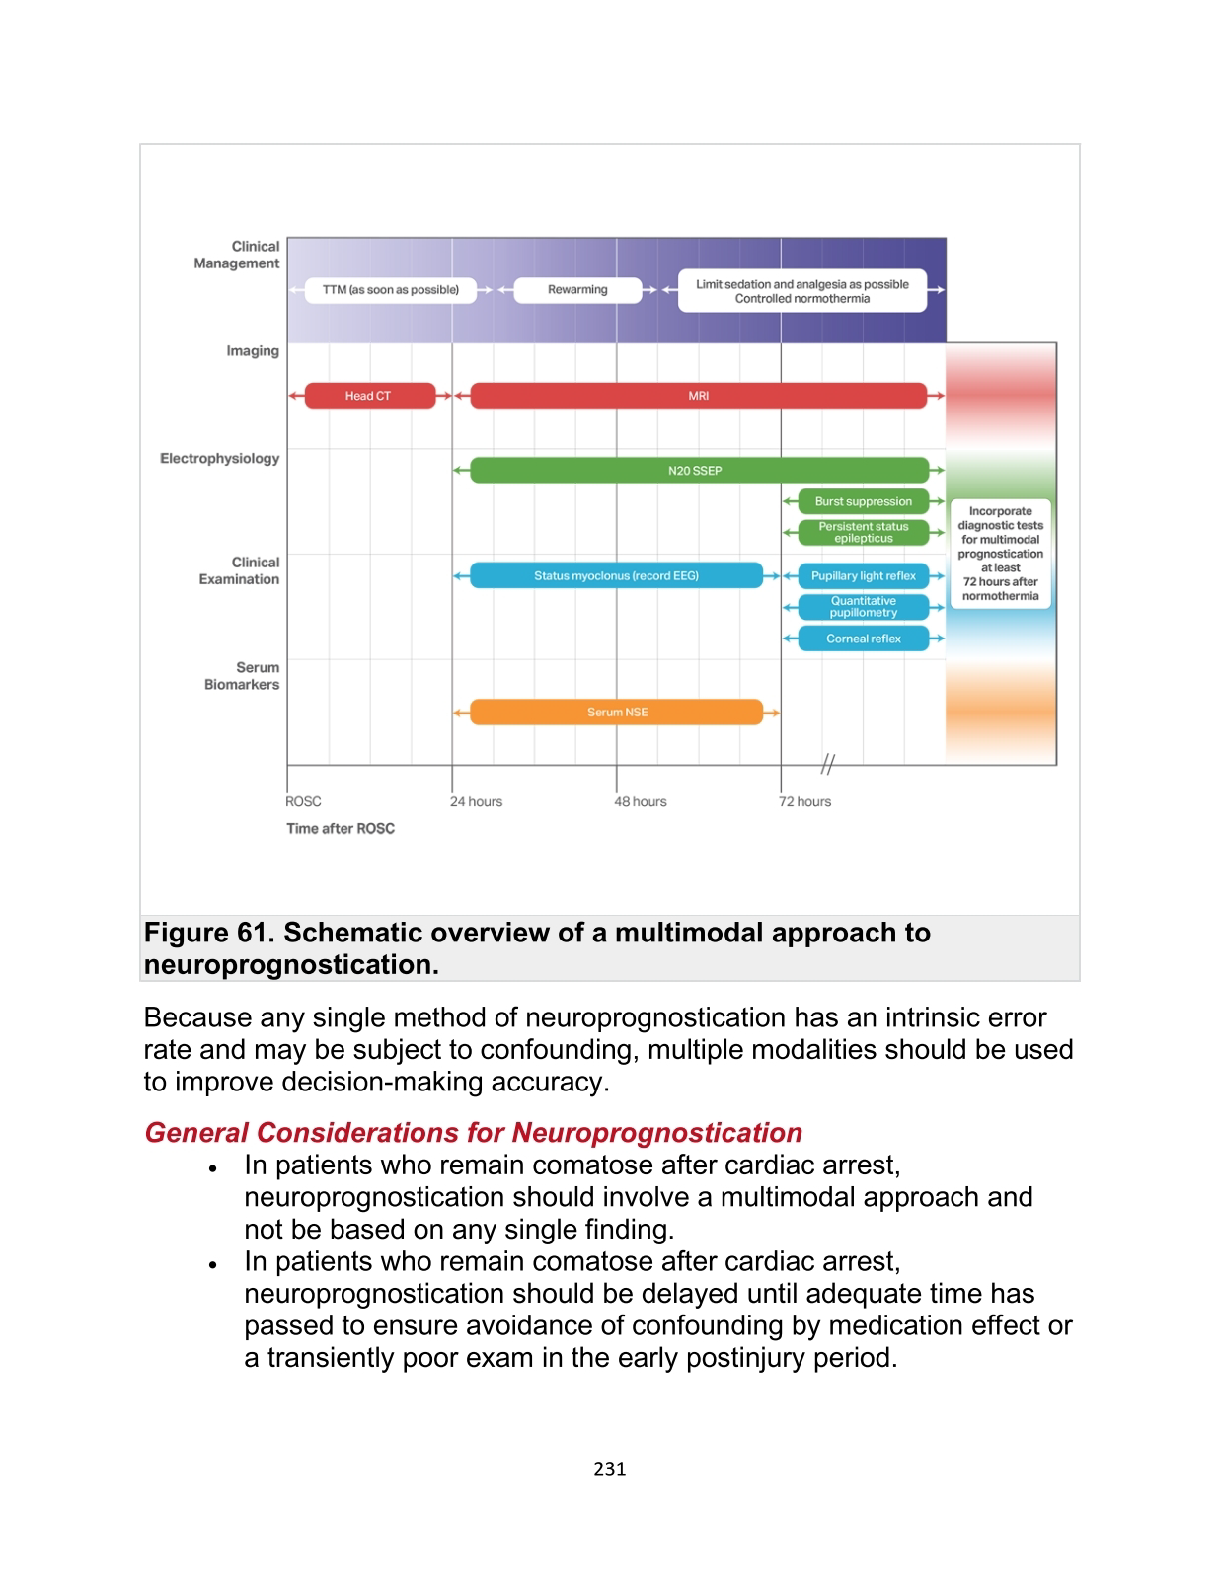 Clinical
Management
TTM (as soon as possible)
Rewarming
Limit sedation and analgesia as possible
Controlled normothermia
Imaging
Head CT
MRI
Electrophysiology
N20 SSEP
Burst suppression
Persistent status
epilepticus
Clinical
Examination
Status myoclonus (record EEG)
Pupillary light reflex
Quantitative
pupillometry
Corneal reflex
Serum
Biomarkers
Serum NSE
Incorporate
diagnostic tests
for multimodal
prognostication
at least
72 hours after
normothermia
ROSC
24 hours
48 hours
72 hours
Time after ROSC
Figure 61. Schematic overview of a multimodal approach to
neuroprognostication.
Because any single method of neuroprognostication has an intrinsic error
rate and may be subject to confounding, multiple modalities should be used
to improve decision-making accuracy.
General Considerations for Neuroprognostication
• In patients who remain comatose after cardiac arrest,
neuroprognostication should involve a multimodal approach and
not be based on any single finding.
• In patients who remain comatose after cardiac arrest,
neuroprognostication should be delayed until adequate time has
passed to ensure avoidance of confounding by medication effect or
a transiently poor exam in the early postinjury period.
231